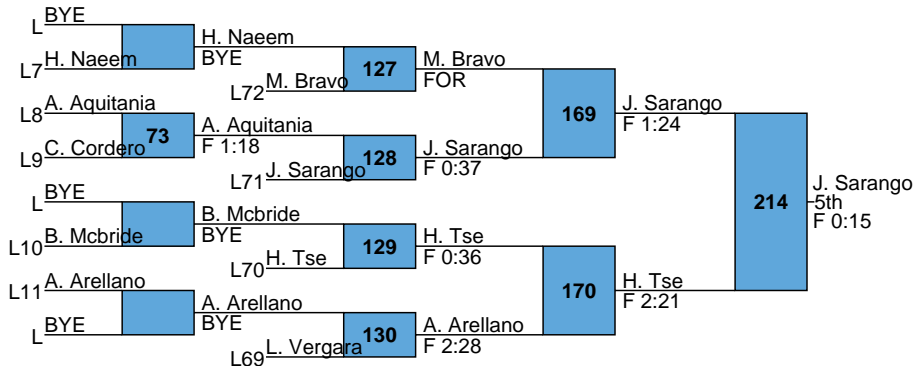 BYE
L
H. Naeem
L7
H. Naeem
BYE
M. Bravo
L72
127
M. Bravo
FOR
A. Aquitania
L8
73
C. Cordero
L9
A. Aquitania
F 1:18
J. Sarango
L71
128
J. Sarango
F 0:37
169
J. Sarango
F 1:24
BYE
L
B. Mcbride
L10
B. Mcbride
BYE
H. Tse
L70
129
H. Tse
F 0:36
A. Arellano
L11
BYE
L
A. Arellano
BYE
L. Vergara
L69
130
A. Arellano
F 2:28
170
H. Tse
F 2:21
214
J. Sarango
5th
F 0:15